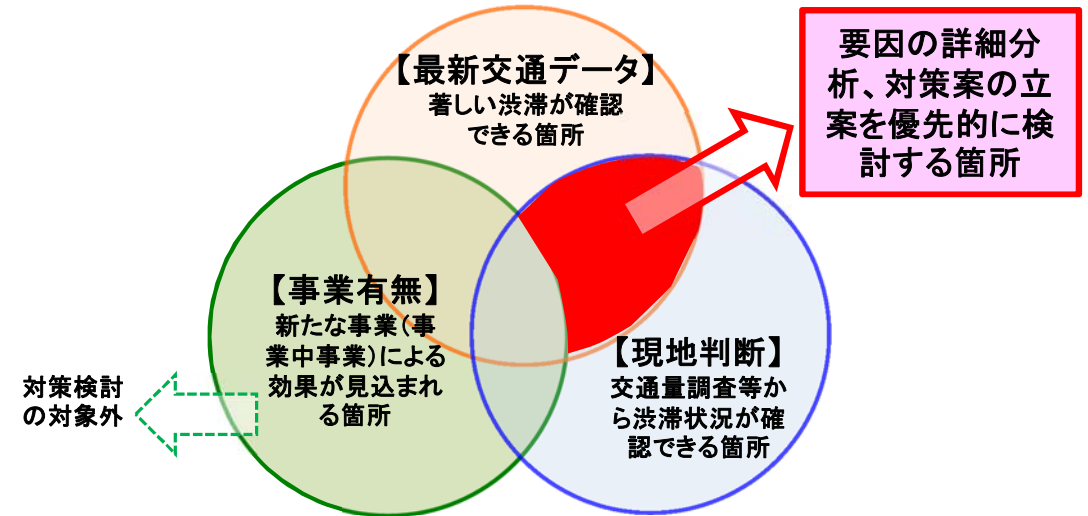 【最新交通データ】
著しい渋滞が確認
できる箇所
要因の詳細分
析、対策案の立
案を優先的に検
討する箇所
【事業有無】
新たな事業(事
業中事業)による
効果が見込まれ
る箇所
【現地判断】
交通量調査等か
ら渋滞状況が確
認できる箇所
対策検討
の対象外